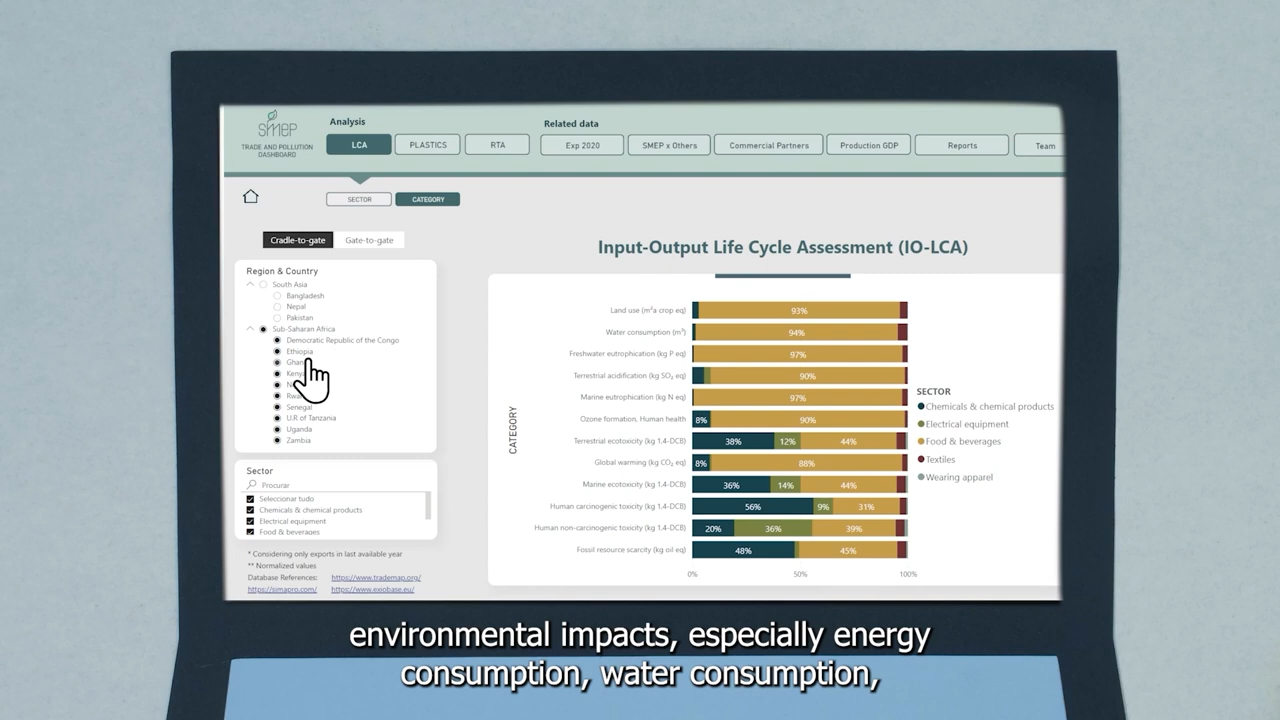 smep
TRADE AND POLLUTION
DASHBOARD
Analysis
LCA
PLASTICS
RTA
Related data
Exp 2020
SMEP x Others
Commercial Partners
Production GDP
Reports
Team
SECTOR
CATEGORY
Cradle-to-gate
Gate-to-gate
Region & Country
South Asia
Bangladesh
Nepal
Pakistan
Sub-Saharan Africa
Democratic Republic of the Congo
Ethiopia
Senegal
U.R of Tanzania
Uganda
Zambia
Sector
Procurar
Seleccionar tudo
Chemicals & chemical products
Electrical equipment
Food & beverages
* Considering only exports in last available year
** Normalized values
Database References: https://www.trademap.org/
https://simapro.com/ https://www.exiobase.eu/
Input-Output Life Cycle Assessment (IO-LCA)
CATEGORY
Land use (m²a crop eq) 93%
Water consumption (m³) 94%
Freshwater eutrophication (kg P eq) 97%
Terrestrial acidification (kg SO₂ eq) 90%
Marine eutrophication (kg N eq) 97%
Ozone formation, Human health 8% 90%
Terrestrial ecotoxicity (kg 1.4-DCB) 38% 12% 44%
Global warming (kg CO₂ eq) 8% 88%
Marine ecotoxicity (kg 1.4-DCB) 36% 14% 44%
Human carcinogenic toxicity (kg 1.4-DCB) 56% 9% 31%
Human non-carcinogenic toxicity (kg 1.4-DCB) 20% 36% 39%
Fossil resource scarcity (kg oil eq) 48% 45%
0% 50% 100%
SECTOR
Chemicals & chemical products
Electrical equipment
Food & beverages
Textiles
Wearing apparel
environmental impacts, especially energy
consumption, water consumption,